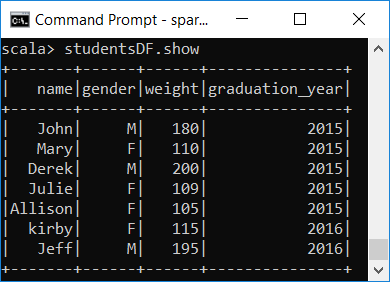 Command Prompt - spar...
scala> studentsDF.show
+-------+------+------+---------------+
|   name|gender|weight|graduation_year|
+-------+------+------+---------------+
|   John|     M|   180|           2015|
|   Mary|     F|   110|           2015|
|  Derek|     M|   200|           2015|
|  Julie|     F|   109|           2015|
|Allison|     F|   105|           2015|
|  kirby|     F|   115|           2016|
|   Jeff|     M|   195|           2016|
+-------+------+------+---------------+